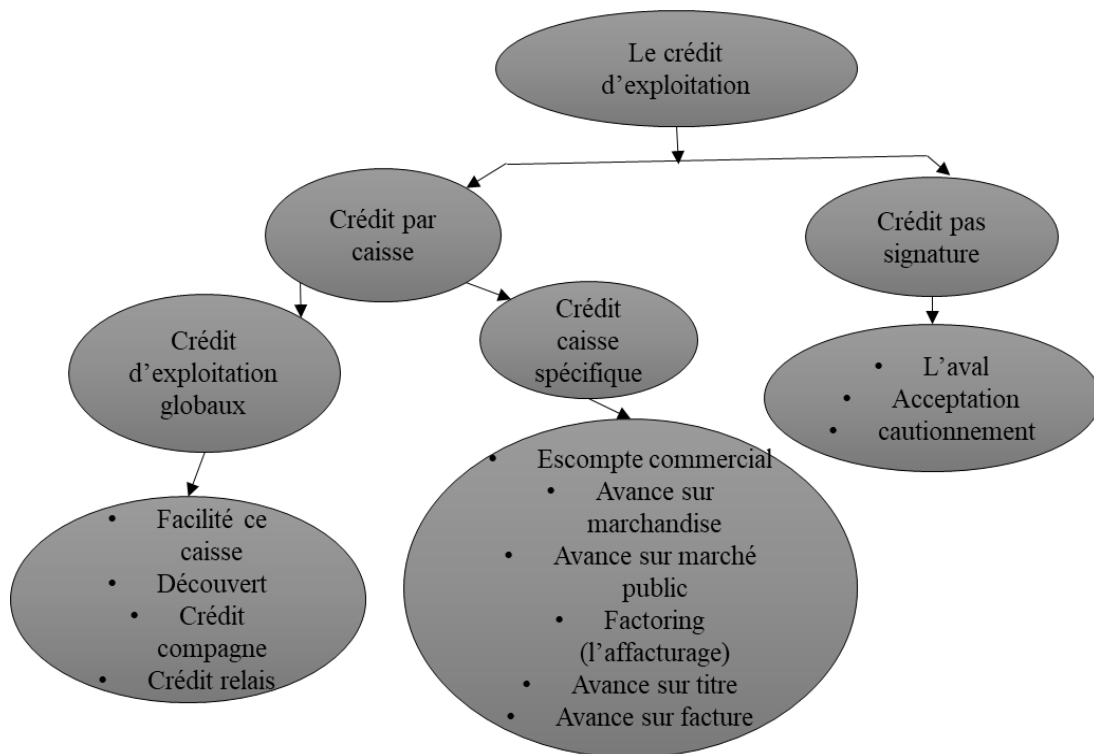 Le crédit
d’exploitation
Crédit par
caisse
Crédit pas
signature
Crédit
d’exploitation
globaux
Crédit
caisse
spécifique
• L’aval
• Acceptation
• cautionnement
• Facilité ce
caisse
• Découvert
• Crédit
compagne
• Crédit relais
• Escompte commercial
• Avance sur
marchandise
• Avance sur marché
public
• Factoring
(l’affacturage)
• Avance sur titre
• Avance sur facture